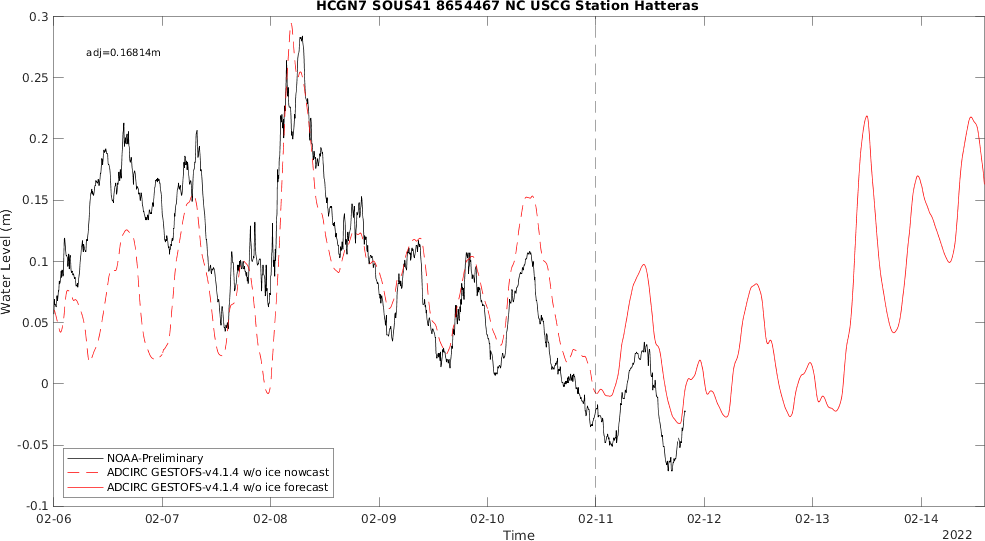 HCGN7 SOUS41 8654467 NC USCG Station Hatteras
adj=0.16814m
Water Level (m)
0.3
0.25
0.2
0.15
0.1
0.05
0
-0.05
-0.1
NOAA-Preliminary
ADCIRC GESTOFS-v4.1.4 w/o ice nowcast
ADCIRC GESTOFS-v4.1.4 w/o ice forecast
02-06 02-07 02-08 02-09 02-10 02-11 02-12 02-13 02-14
Time
2022